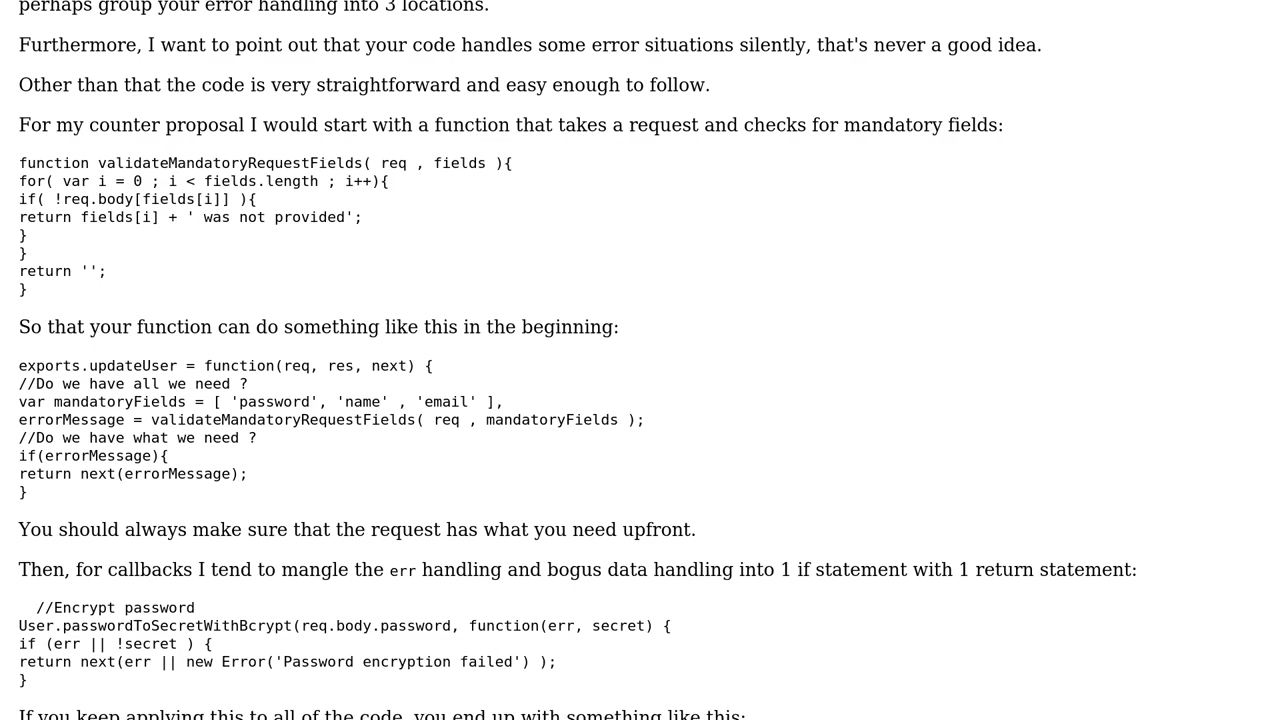 perhaps group your error handling into 3 locations.
Furthermore, I want to point out that your code handles some error situations silently, that's never a good idea.
Other than that the code is very straightforward and easy enough to follow.
For my counter proposal I would start with a function that takes a request and checks for mandatory fields:
function validateMandatoryRequestFields( req , fields ){
for( var i = 0 ; i < fields.length ; i++){
if( !req.body[fields[i]] ){
return fields[i] + ' was not provided';
}
}
return '';
}
So that your function can do something like this in the beginning:
exports.updateUser = function(req, res, next) {
//Do we have all we need ?
var mandatoryFields = [ 'password', 'name' , 'email' ],
errorMessage = validateMandatoryRequestFields( req , mandatoryFields );
//Do we have what we need ?
if(errorMessage){
return next(errorMessage);
}
You should always make sure that the request has what you need upfront.
Then, for callbacks I tend to mangle the err handling and bogus data handling into 1 if statement with 1 return statement:
  //Encrypt password
User.passwordToSecretWithBcrypt(req.body.password, function(err, secret) {
if (err || !secret ) {
return next(err || new Error('Password encryption failed') );
}
If you keep applying this to all of the code, you end up with something like this: